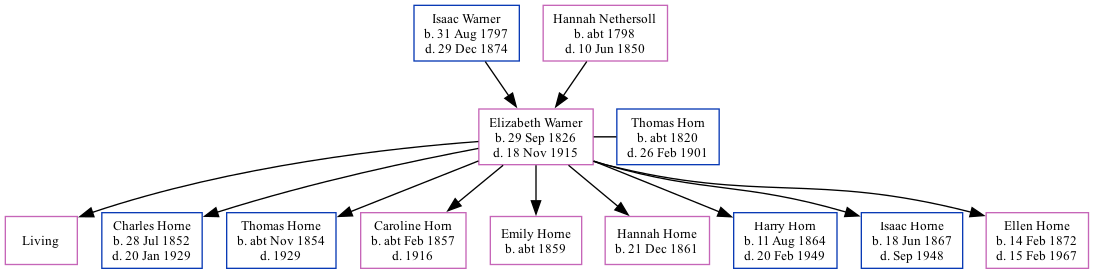 Isaac Warner
b. 31 Aug 1797
d. 29 Dec 1874
Hannah Nethersoll
b. abt 1798
d. 10 Jun 1850
Elizabeth Warner
b. 29 Sep 1826
d. 18 Nov 1915
Thomas Horn
b. abt 1820
d. 26 Feb 1901
Living
Charles Horne
b. 28 Jul 1852
d. 20 Jan 1929
Thomas Horne
b. abt Nov 1854
d. 1929
Caroline Horn
b. abt Feb 1857
d. 1916
Emily Horne
b. abt 1859
Hannah Horne
b. 21 Dec 1861
Harry Horn
b. 11 Aug 1864
d. 20 Feb 1949
Isaac Horne
b. 18 Jun 1867
d. Sep 1948
Ellen Horne
b. 14 Feb 1872
d. 15 Feb 1967